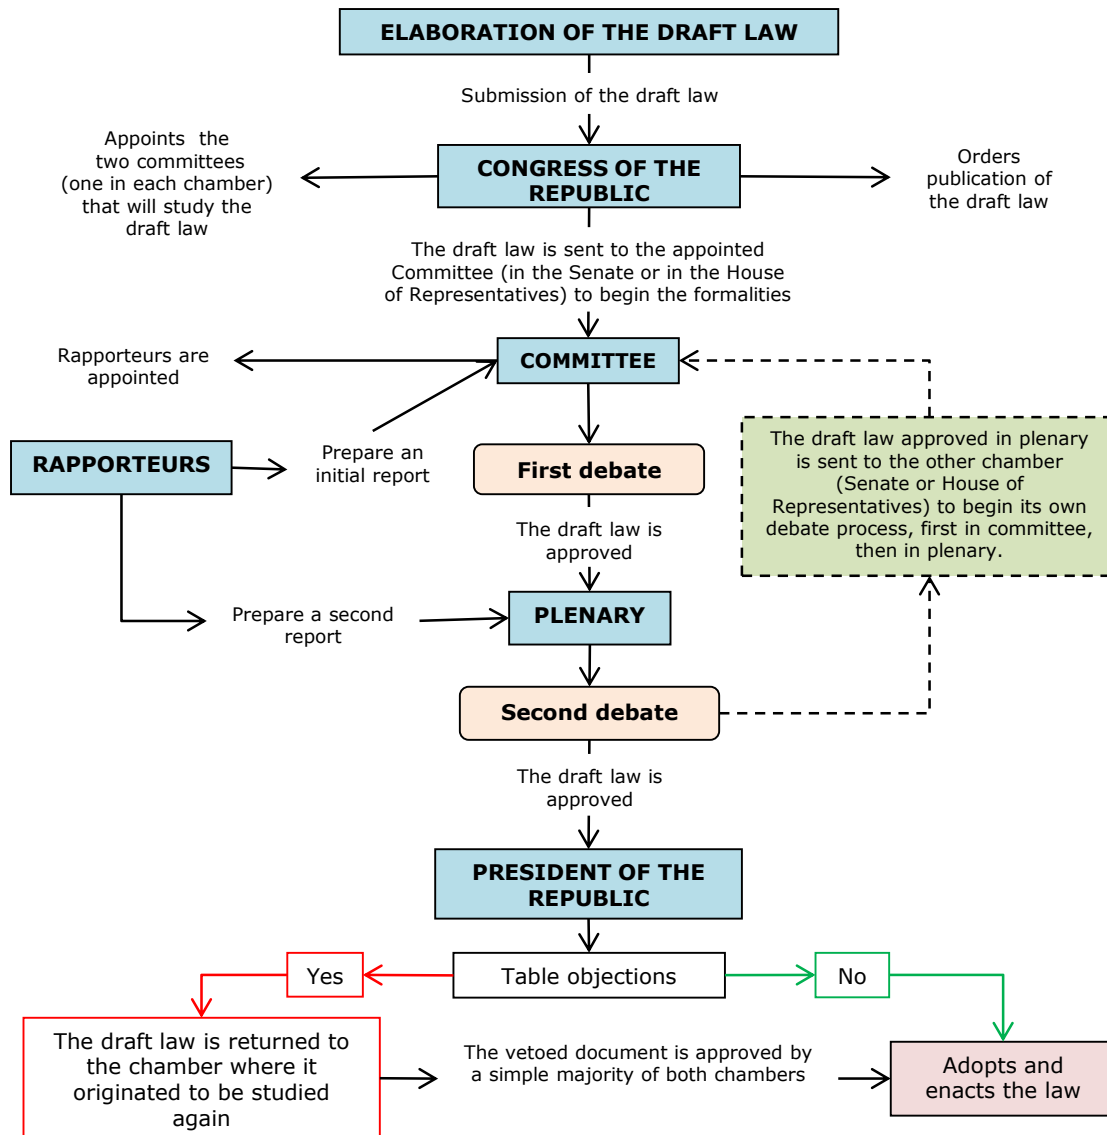 ELABORATION OF THE DRAFT LAW
Submission of the draft law
Appoints the
two committees
(one in each chamber)
that will study the
draft law
CONGRESS OF THE
REPUBLIC
Orders
publication of
the draft law
The draft law is sent to the appointed
Committee (in the Senate or in the House
of Representatives) to begin the formalities
Rapporteurs are
appointed
COMMITTEE
RAPPORTEURS
Prepare an
initial report
First debate
The draft law approved in plenary
is sent to the other chamber
(Senate or House of
Representatives) to begin its own
debate process, first in committee,
then in plenary.
The draft law is
approved
Prepare a second
report
PLENARY
Second debate
The draft law is
approved
PRESIDENT OF THE
REPUBLIC
Yes
Table objections
No
The draft law is returned to
the chamber where it
originated to be studied
again
The vetoed document is approved by
a simple majority of both chambers
Adopts and
enacts the law